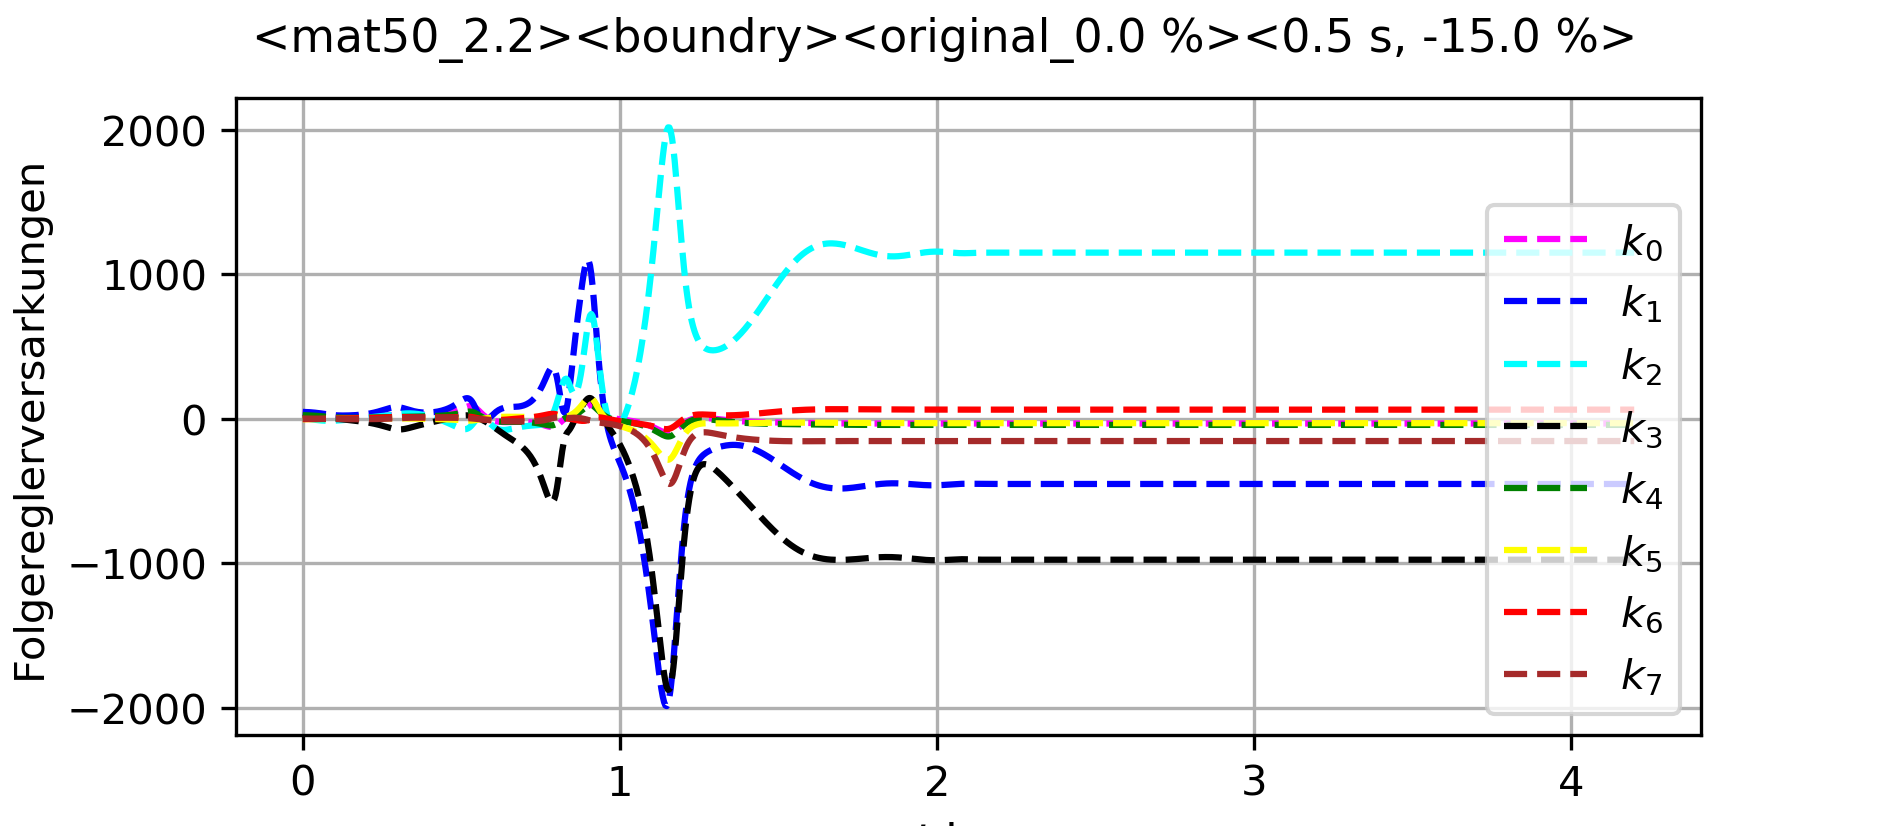 <mat50_2.2><boundry><original_0.0 %><0.5 s, -15.0 %>
Folgereglerversarkungen
2000
1000
0
−1000
−2000
0 1 2 3 4
k0
k1
k2
k3
k4
k5
k6
k7